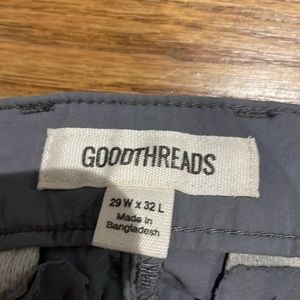 GOODTHREADS
29 W x 32 L
Made in
Bangladesh